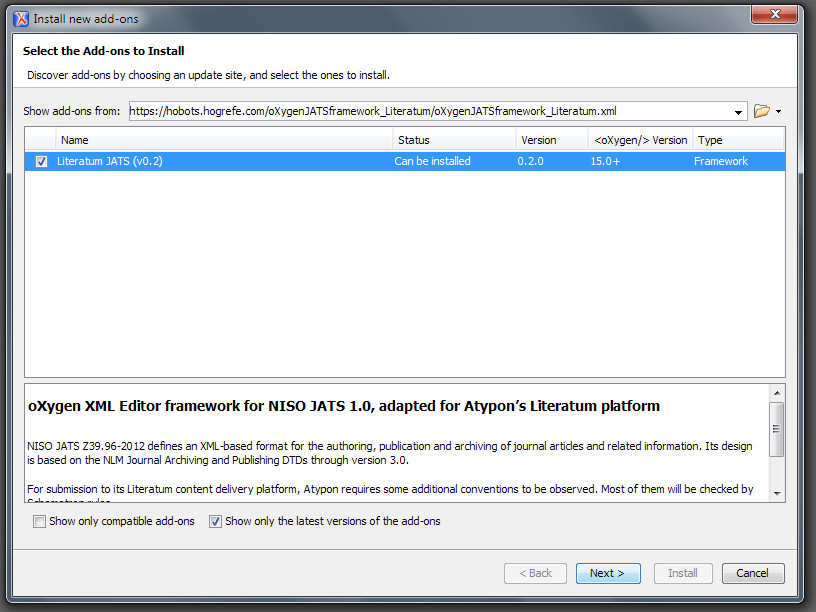 Install new add-ons
Select the Add-ons to Install
Discover add-ons by choosing an update site, and select the ones to install.
Show add-ons from: https://hobots.hogrefe.com/oXygenJATSframework_Literatum/oXygenJATSframework_Literatum.xml
Name Status Version <oXygen/> Version Type
Literatum JATS (v0.2) Can be installed 0.2.0 15.0+ Framework
oXygen XML Editor framework for NISO JATS 1.0, adapted for Atypon's Literatum platform
NISO JATS Z39.96-2012 defines an XML-based format for the authoring, publication and archiving of journal articles and related information. Its design
is based on the NLM Journal Archiving and Publishing DTDs through version 3.0.
For submission to its Literatum content delivery platform, Atypon requires some additional conventions to be observed. Most of them will be checked by
Schematron rules.
Show only compatible add-ons Show only the latest versions of the add-ons
< Back Next > Install Cancel